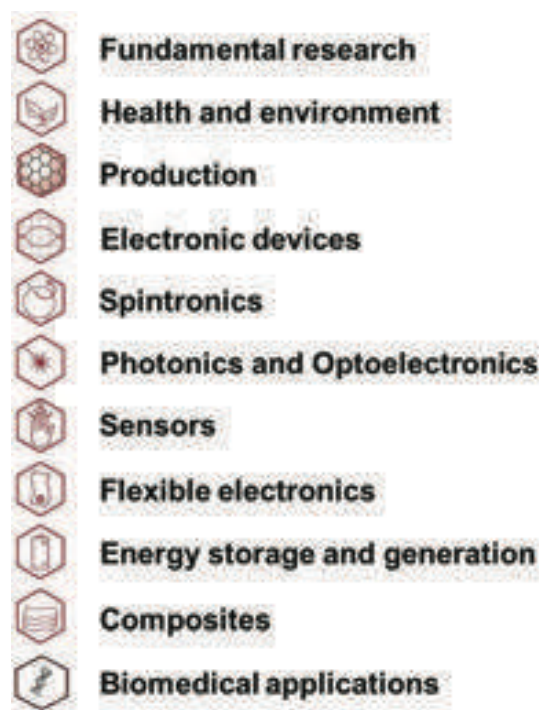 Fundamental research
Health and environment
Production
Electronic devices
Spintronics
Photonics and Optoelectronics
Sensors
Flexible electronics
Energy storage and generation
Composites
Biomedical applications